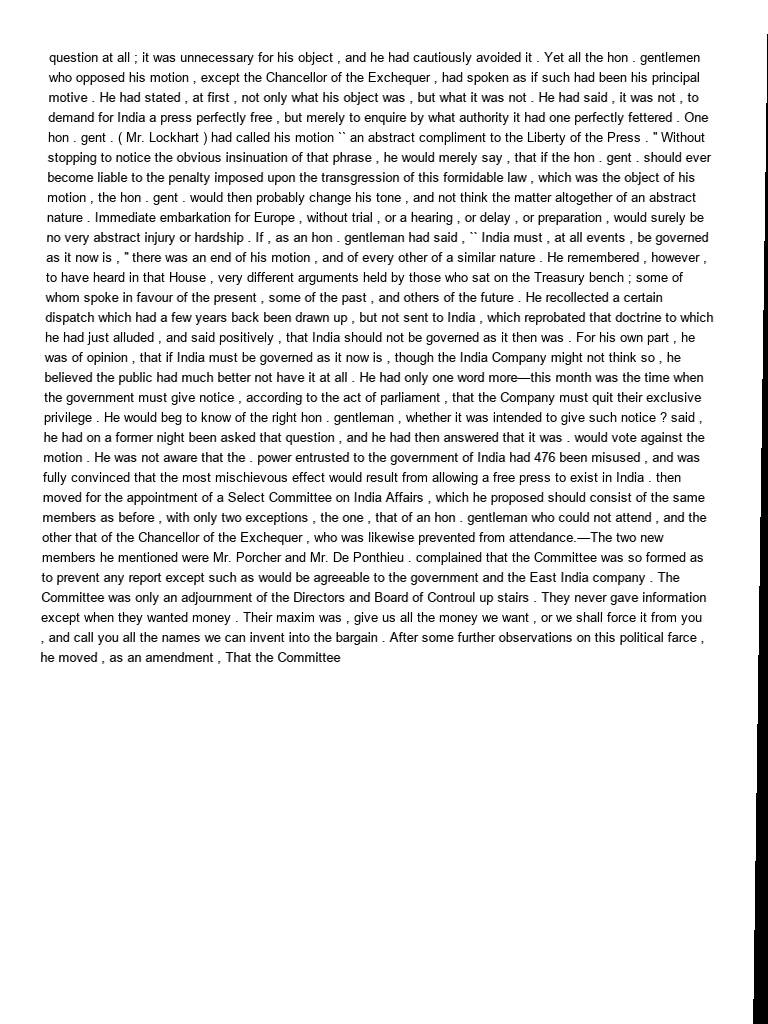 question at all ; it was unnecessary for his object , and he had cautiously avoided it . Yet all the hon . gentlemen
who opposed his motion , except the Chancellor of the Exchequer , had spoken as if such had been his principal
motive . He had stated , at first , not only what his object was , but what it was not . He had said , it was not , to
demand for India a press perfectly free , but merely to enquire by what authority it had one perfectly fettered . One
hon . gent . ( Mr. Lockhart ) had called his motion `` an abstract compliment to the Liberty of the Press . " Without
stopping to notice the obvious insinuation of that phrase , he would merely say , that if the hon . gent . should ever
become liable to the penalty imposed upon the transgression of this formidable law , which was the object of his
motion , the hon . gent . would then probably change his tone , and not think the matter altogether of an abstract
nature . Immediate embarkation for Europe , without trial , or a hearing , or delay , or preparation , would surely be
no very abstract injury or hardship . If , as an hon . gentleman had said , `` India must , at all events , be governed
as it now is , " there was an end of his motion , and of every other of a similar nature . He remembered , however ,
to have heard in that House , very different arguments held by those who sat on the Treasury bench ; some of
whom spoke in favour of the present , some of the past , and others of the future . He recollected a certain
dispatch which had a few years back been drawn up , but not sent to India , which reprobated that doctrine to which
he had just alluded , and said positively , that India should not be governed as it then was . For his own part , he
was of opinion , that if India must be governed as it now is , though the India Company might not think so , he
believed the public had much better not have it at all . He had only one word more—this month was the time when
the government must give notice , according to the act of parliament , that the Company must quit their exclusive
privilege . He would beg to know of the right hon . gentleman , whether it was intended to give such notice ? said ,
he had on a former night been asked that question , and he had then answered that it was . would vote against the
motion . He was not aware that the . power entrusted to the government of India had 476 been misused , and was
fully convinced that the most mischievous effect would result from allowing a free press to exist in India . then
moved for the appointment of a Select Committee on India Affairs , which he proposed should consist of the same
members as before , with only two exceptions , the one , that of an hon . gentleman who could not attend , and the
other that of the Chancellor of the Exchequer , who was likewise prevented from attendance.—The two new
members he mentioned were Mr. Porcher and Mr. De Ponthieu . complained that the Committee was so formed as
to prevent any report except such as would be agreeable to the government and the East India company . The
Committee was only an adjournment of the Directors and Board of Controul up stairs . They never gave information
except when they wanted money . Their maxim was , give us all the money we want , or we shall force it from you
, and call you all the names we can invent into the bargain . After some further observations on this political farce ,
he moved , as an amendment , That the Committee